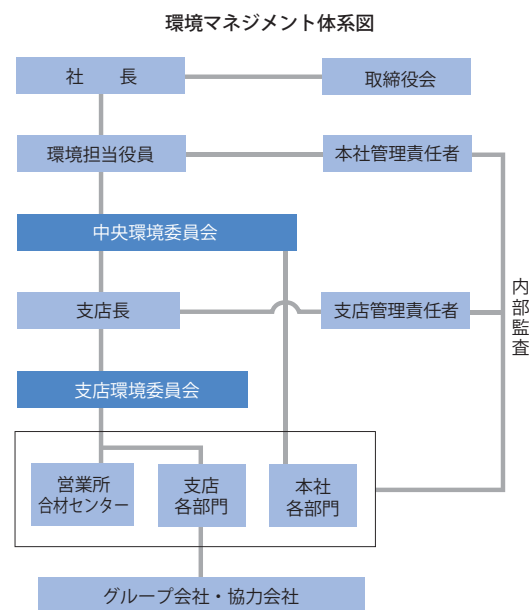 環境マネジメント体系図
社　長
取締役会
環境担当役員
本社管理責任者
中央環境委員会
支店長
支店管理責任者
内部監査
支店環境委員会
営業所
合材センター
支店
各部門
本社
各部門
グループ会社・協力会社